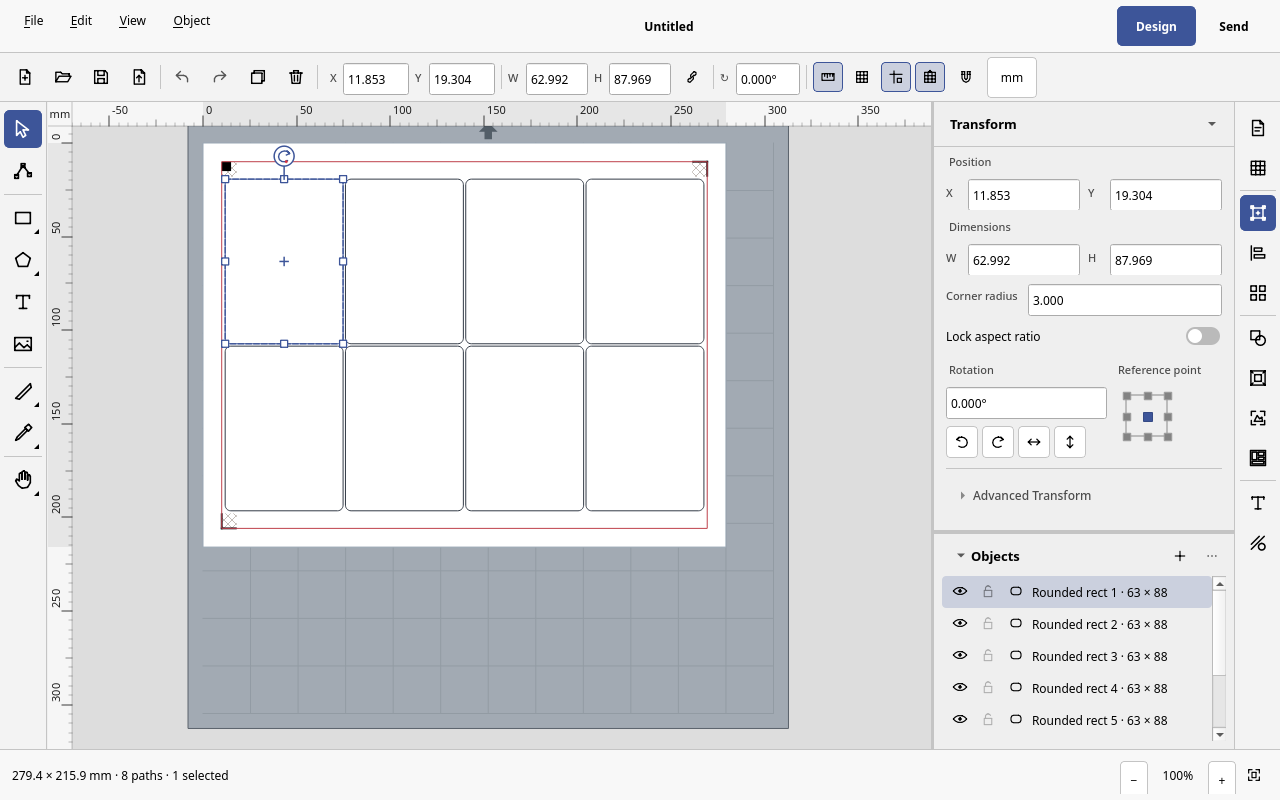 File Edit View Object
Untitled
Design Send
X 11.853 Y 19.304 W 62.992 H 87.969 ↻ 0.000° mm
mm -50 0 50 100 150 200 250 300 350
0
50
100
150
200
250
300
Transform
Position
X 11.853 Y 19.304
Dimensions
W 62.992 H 87.969
Corner radius 3.000
Lock aspect ratio
Rotation Reference point
0.000°
Advanced Transform
Objects
Rounded rect 1 · 63 × 88
Rounded rect 2 · 63 × 88
Rounded rect 3 · 63 × 88
Rounded rect 4 · 63 × 88
Rounded rect 5 · 63 × 88
279.4 × 215.9 mm · 8 paths · 1 selected
− 100% +